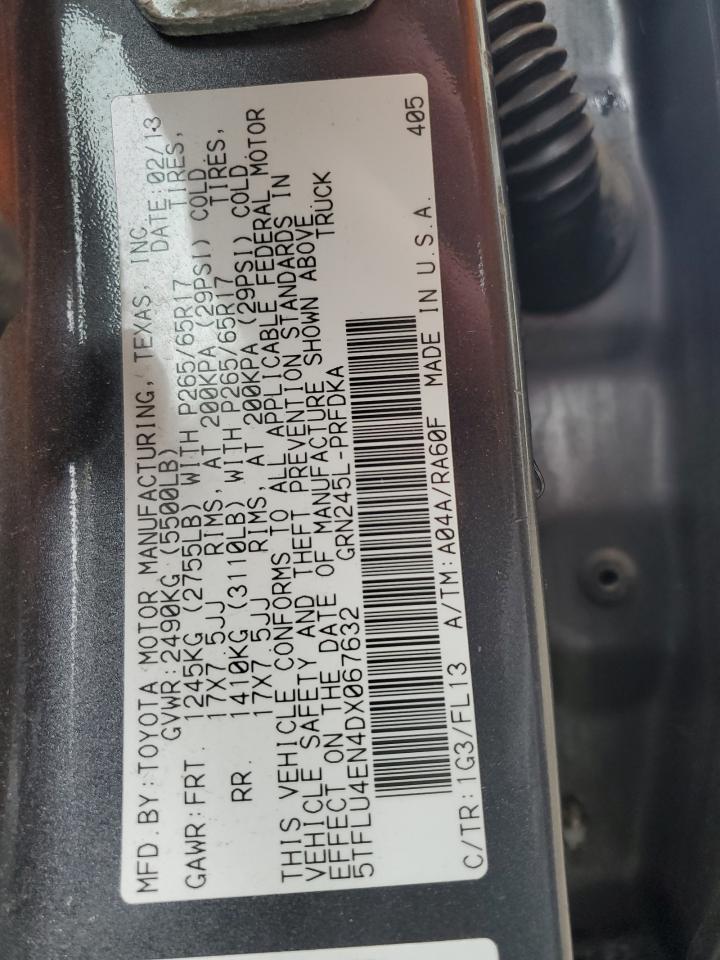 MFD.BY:TOYOTA MOTOR MANUFACTURING, TEXAS, INC. DATE:02/13
GVWR:2490KG (5500LB)
GAWR:FRT. 1245KG (2755LB) WITH P265/65R17 TIRES,
17X7.5JJ RIMS, AT 200KPA (29PSI) COLD
RR. 1410KG (3110LB) WITH P265/65R17 TIRES,
17X7.5JJ RIMS, AT 200KPA (29PSI) COLD
THIS VEHICLE CONFORMS TO ALL APPLICABLE FEDERAL MOTOR
VEHICLE SAFETY AND THEFT PREVENTION STANDARDS IN
EFFECT ON THE DATE OF MANUFACTURE SHOWN ABOVE.
5TFLU4EN4DX067632 GRN245L-PRFDKA TRUCK
C/TR:1G3/FL13 A/TM:A04A/RA60F MADE IN U.S.A. 405